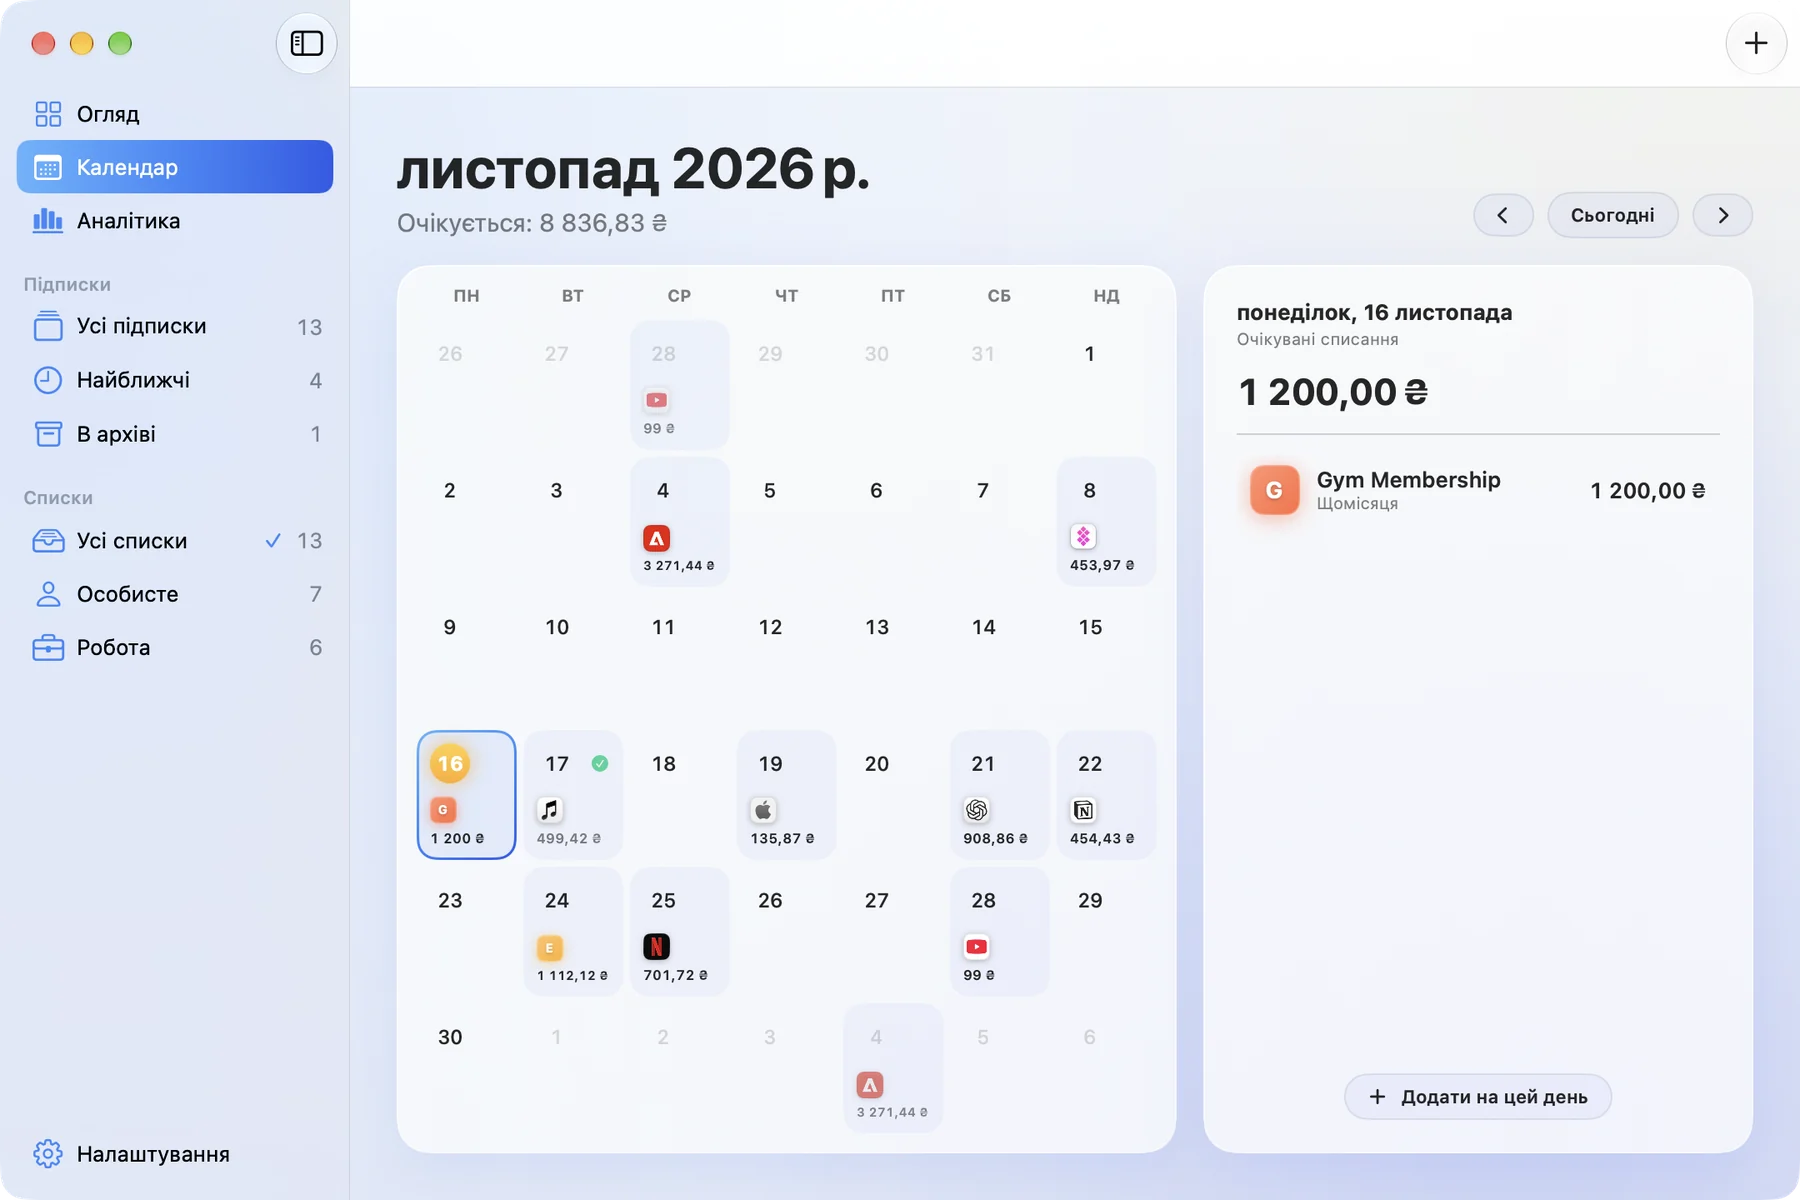 Огляд
Календар
Аналітика
Підписки
Усі підписки 13
Найближчі 4
В архіві 1
Списки
Усі списки 13
Особисте 7
Робота 6
Налаштування
листопад 2026 р.
Очікується: 8 836,83 ₴
Сьогодні
ПН ВТ СР ЧТ ПТ СБ НД
26 27 28 29 30 31 1
99 ₴
2 3 4 5 6 7 8
3 271,44 ₴ 453,97 ₴
9 10 11 12 13 14 15
16 17 18 19 20 21 22
G N
1 200 ₴ 499,42 ₴ 135,87 ₴ 908,86 ₴ 454,43 ₴
23 24 25 26 27 28 29
E N
1 112,12 ₴ 701,72 ₴ 99 ₴
30 1 2 3 4 5 6
3 271,44 ₴
понеділок, 16 листопада
Очікувані списання
1 200,00 ₴
G Gym Membership 1 200,00 ₴
Щомісяця
+ Додати на цей день